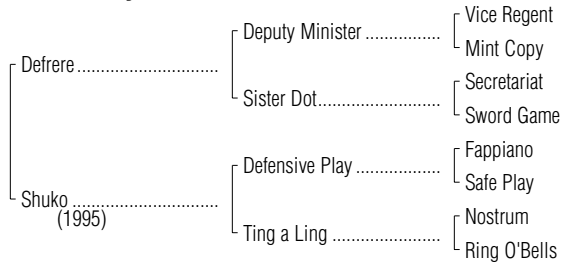 Vice Regent
Deputy Minister ..................
Mint Copy
Defrere ..............................
Secretariat
Sister Dot..........................
Sword Game
Fappiano
Defensive Play ....................
Safe Play
Shuko .........................
(1995)
Nostrum
Ting a Ling .......................
Ring O'Bells